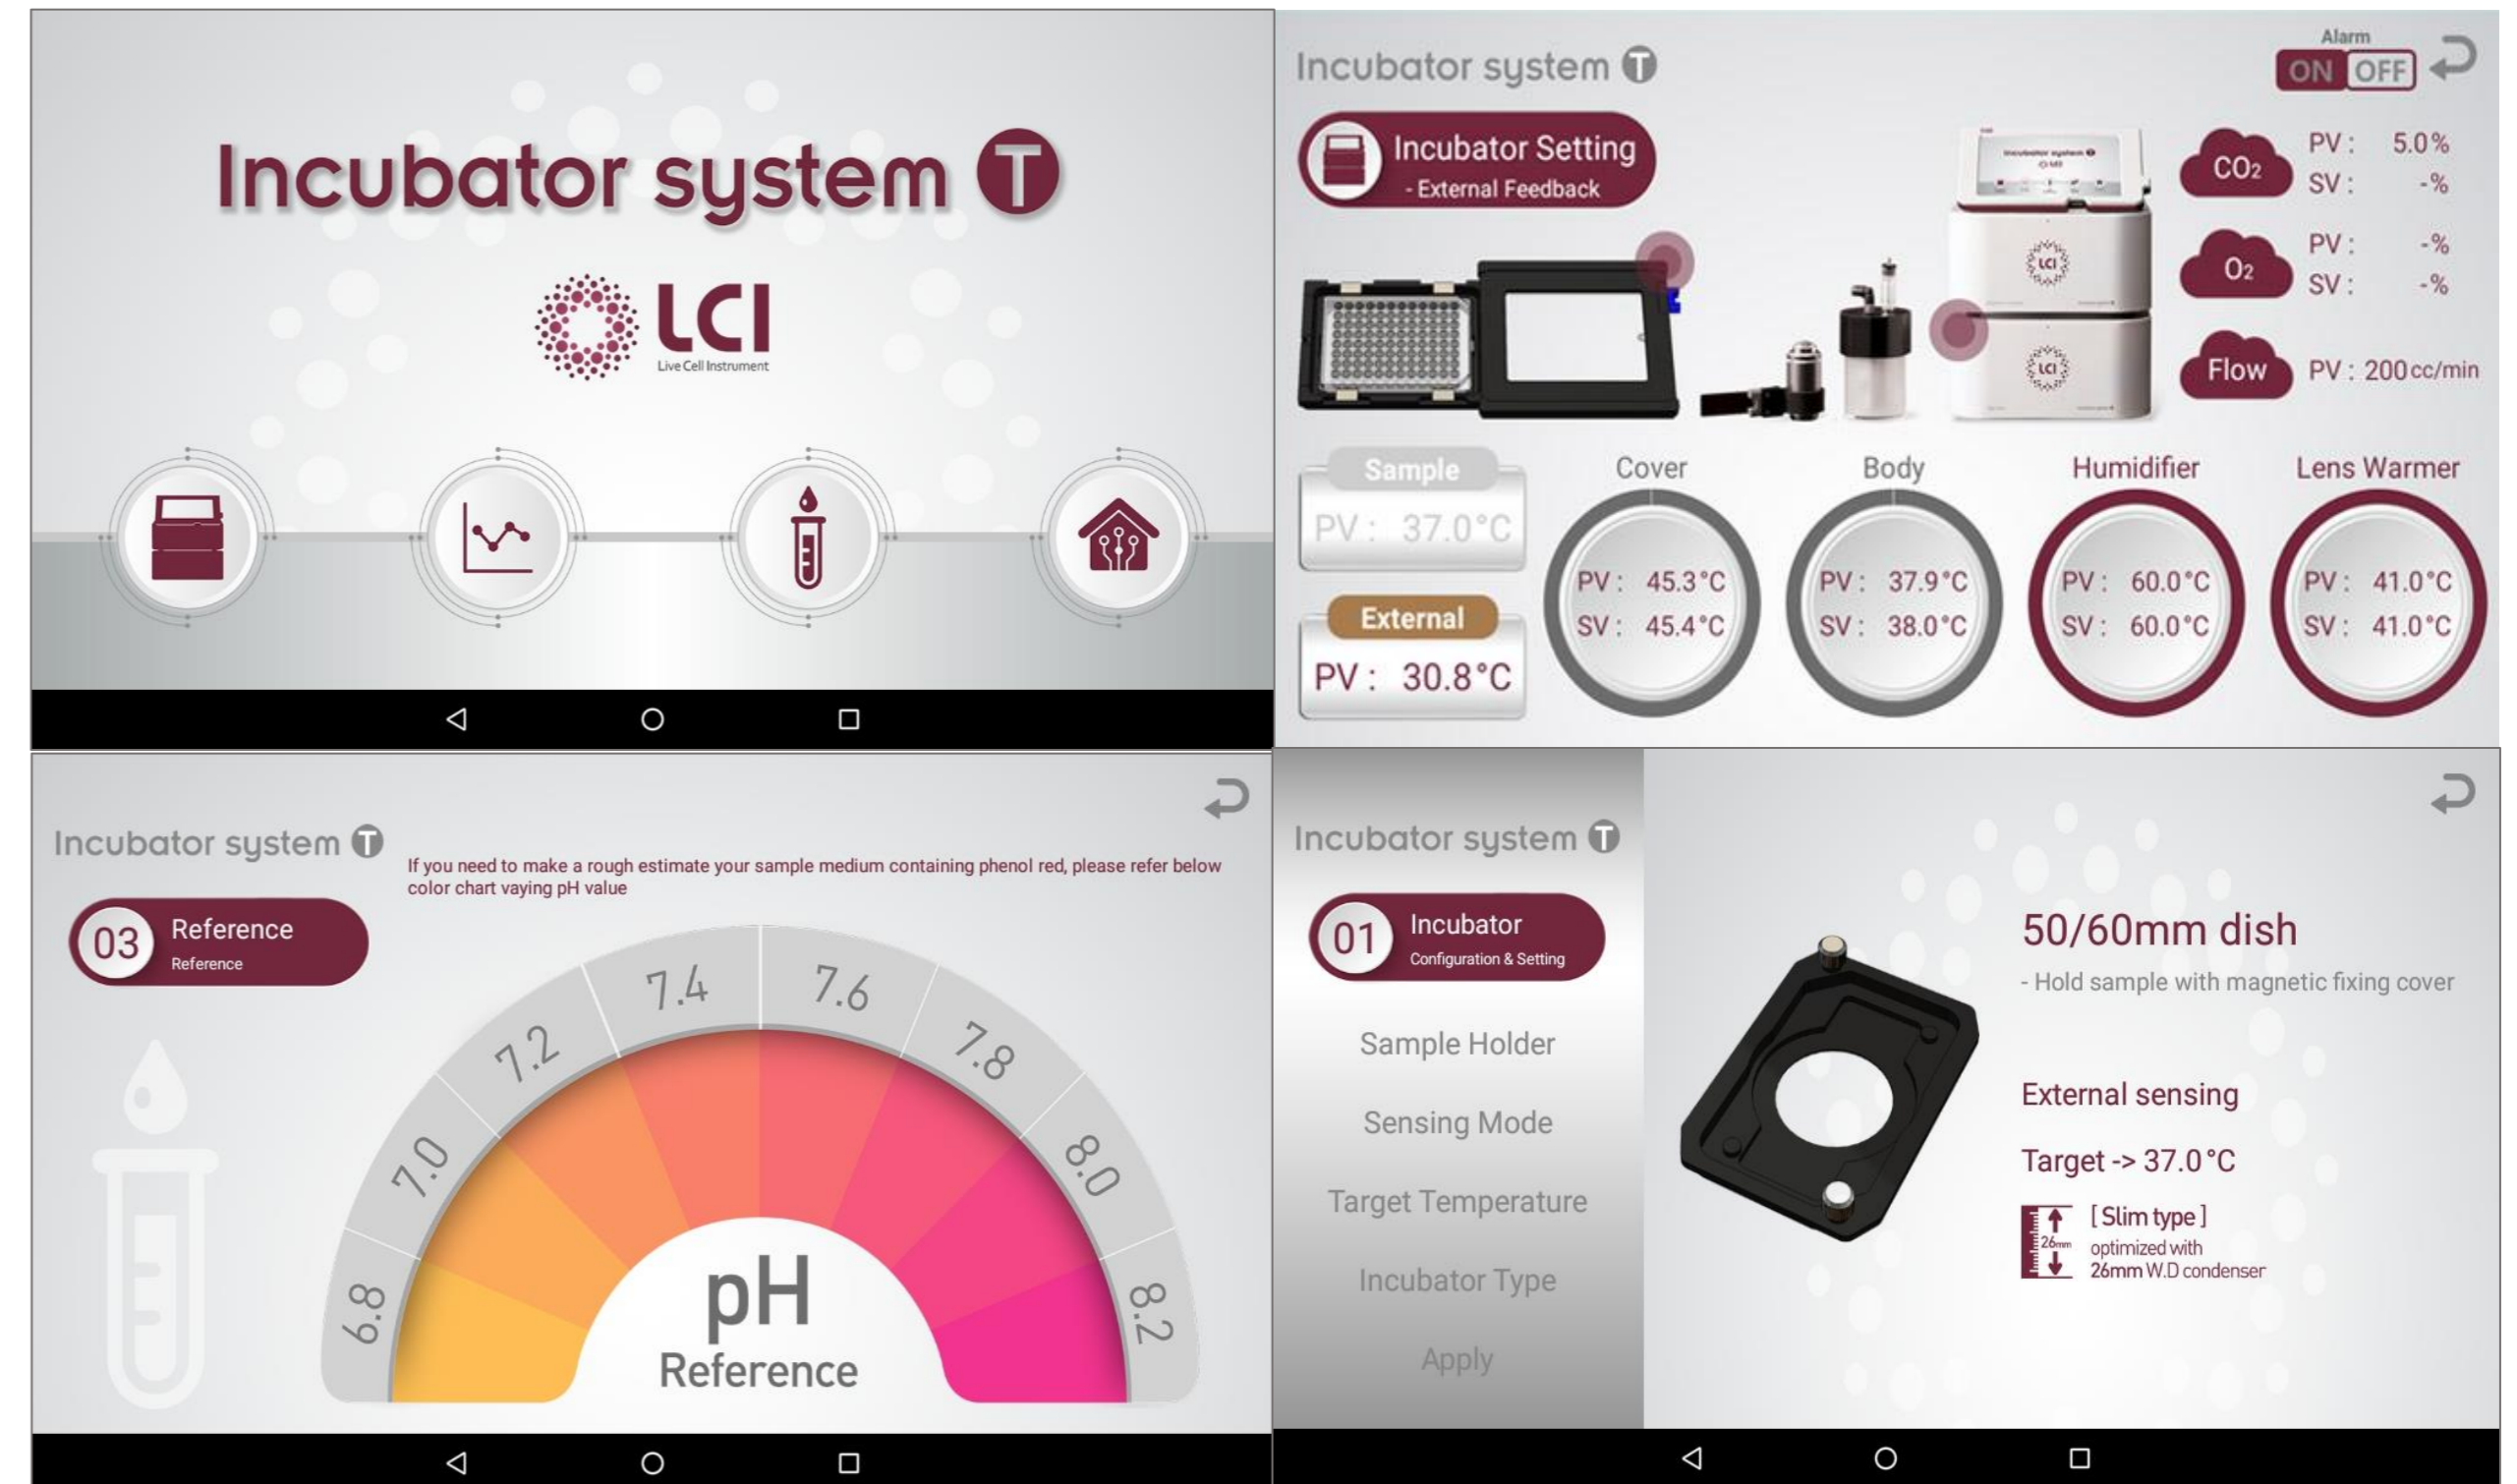 Incubator system T
LCI
Live Cell Instrument
Incubator system T
Alarm
ON OFF
Incubator Setting
- External Feedback
Incubator system T
LCI
LCI
CO₂
PV : 5.0%
SV : -%
O₂
PV : -%
SV : -%
Flow
PV : 200 cc/min
Sample
PV : 37.0°C
External
PV : 30.8°C
Cover
PV : 45.3°C
SV : 45.4°C
Body
PV : 37.9°C
SV : 38.0°C
Humidifier
PV : 60.0°C
SV : 60.0°C
Lens Warmer
PV : 41.0°C
SV : 41.0°C
Incubator system T
If you need to make a rough estimate your sample medium containing phenol red, please refer below
color chart vaying pH value
03
Reference
Reference
6.8
7.0
7.2
7.4
7.6
7.8
8.0
8.2
pH
Reference
Incubator system T
01
Incubator
Configuration & Setting
Sample Holder
Sensing Mode
Target Temperature
Incubator Type
Apply
50/60mm dish
- Hold sample with magnetic fixing cover
External sensing
Target -> 37.0°C
26mm
[ Slim type ]
optimized with
26mm W.D condenser